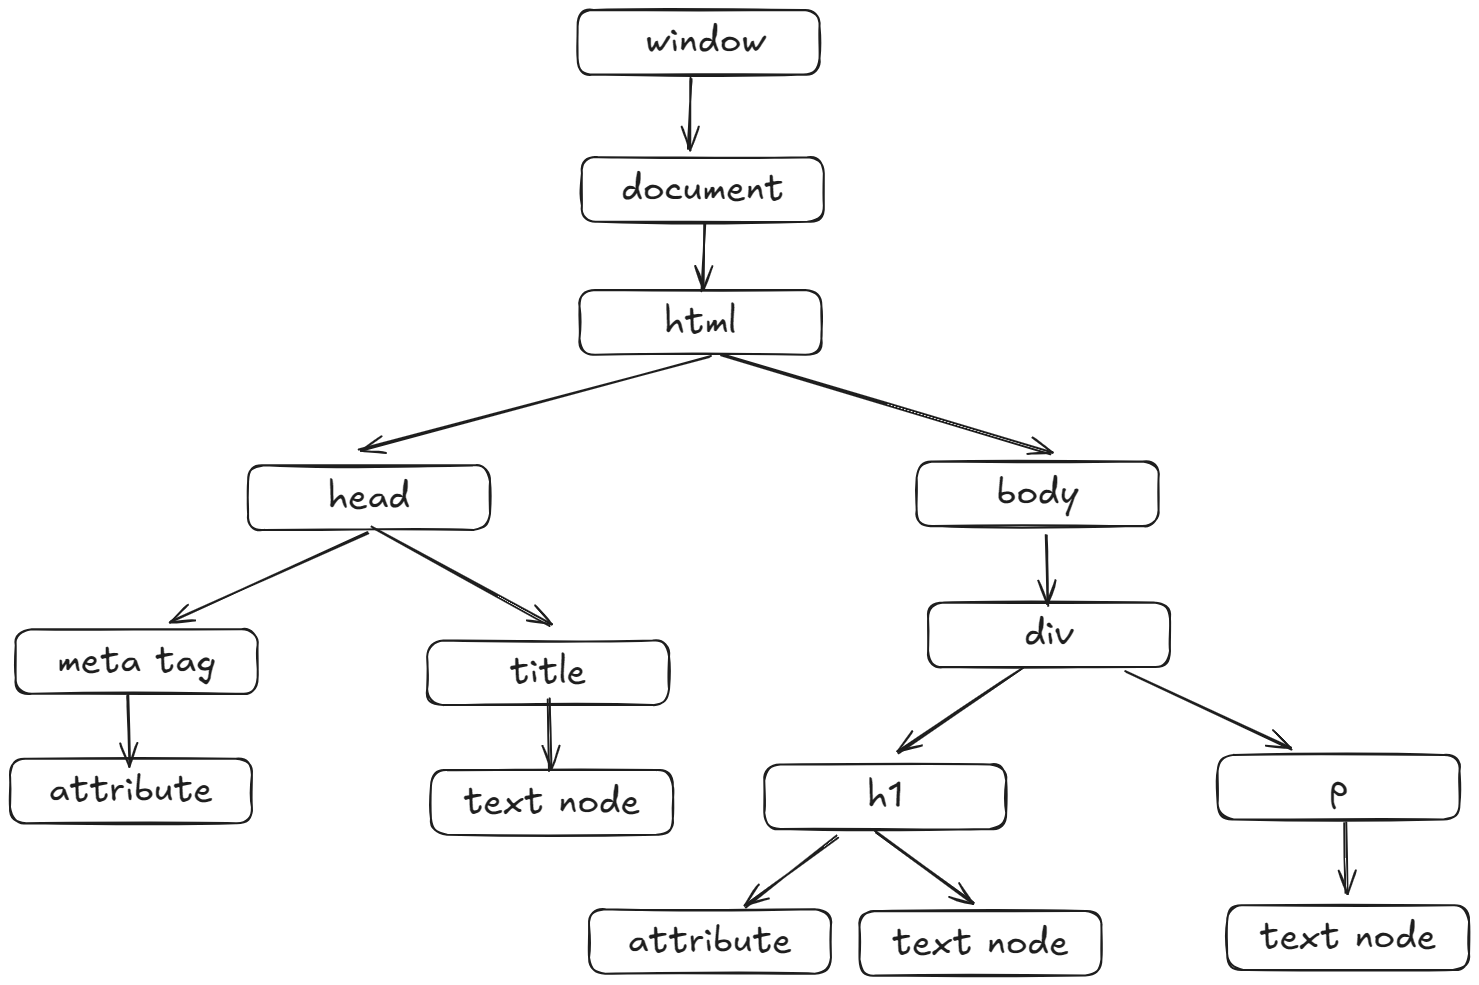 window
document
html
head
body
meta tag
title
div
attribute
text node
h1
p
attribute
text node
text node